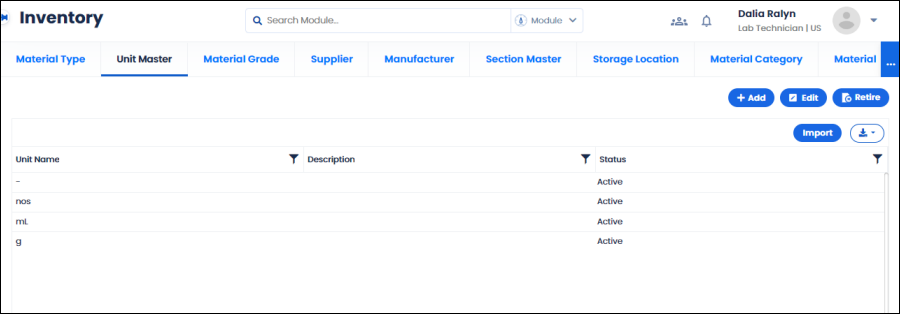 Inventory
Search Module..
Module
Dalia Ralyn
Lab Technician | US
Material Type
Unit Master
Material Grade
Supplier
Manufacturer
Section Master
Storage Location
Material Category
Material
...
+ Add
Edit
Retire
Import
Unit Name
Description
Status
- Active
nos Active
mL Active
g Active